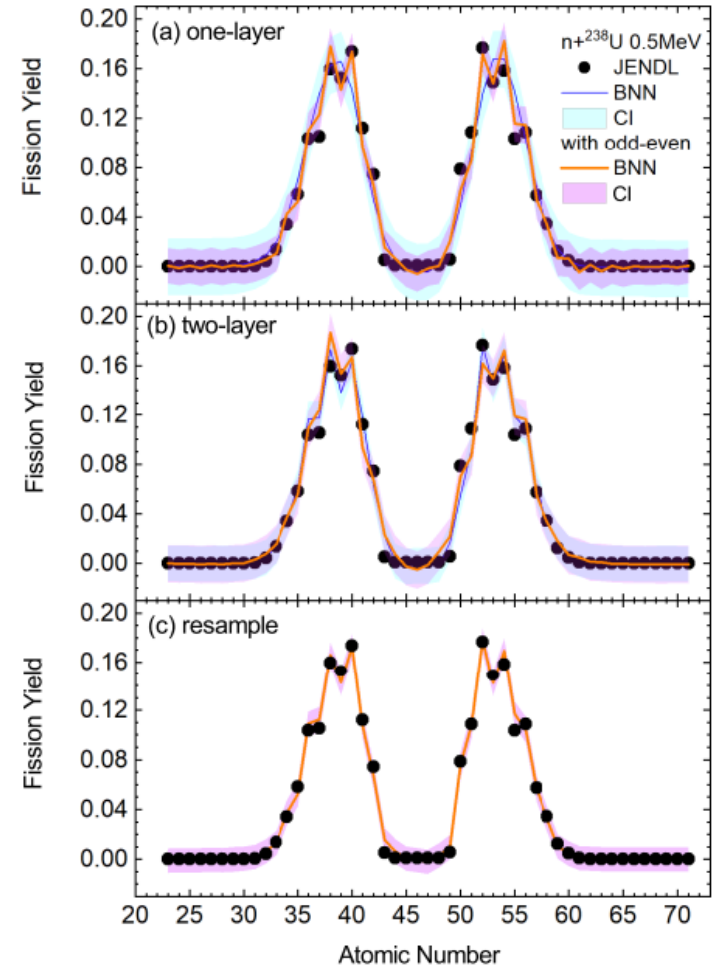 (a) one-layer
n+²³⁸U 0.5MeV
JENDL
BNN
CI
with odd-even
BNN
CI
Fission Yield
0.20
0.16
0.12
0.08
0.04
0.00
(b) two-layer
Fission Yield
0.20
0.16
0.12
0.08
0.04
0.00
(c) resample
Fission Yield
0.20
0.16
0.12
0.08
0.04
0.00
20 25 30 35 40 45 50 55 60 65 70
Atomic Number